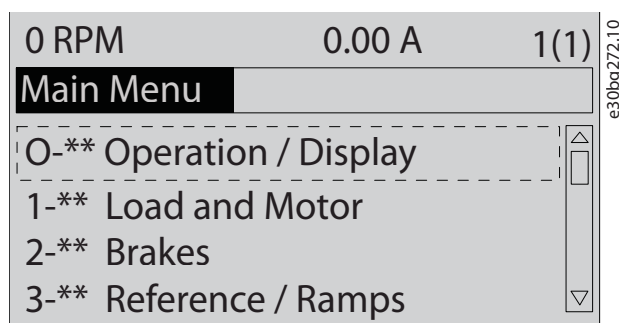 0 RPM 0.00 A 1(1)
Main Menu
O-** Operation / Display
1-** Load and Motor
2-** Brakes
3-** Reference / Ramps
e30bg272.10